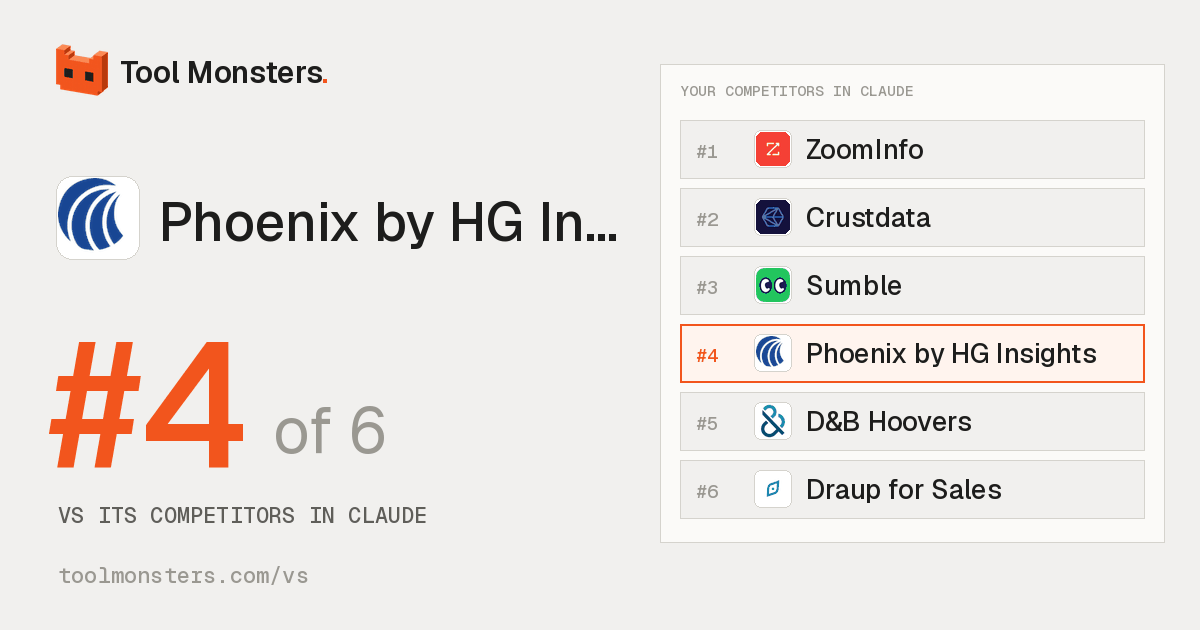 Tool Monsters.
Phoenix by HG In...
#4 of 6
VS ITS COMPETITORS IN CLAUDE
toolmonsters.com/vs
YOUR COMPETITORS IN CLAUDE
#1 ZoomInfo
#2 Crustdata
#3 Sumble
#4 Phoenix by HG Insights
#5 D&B Hoovers
#6 Draup for Sales